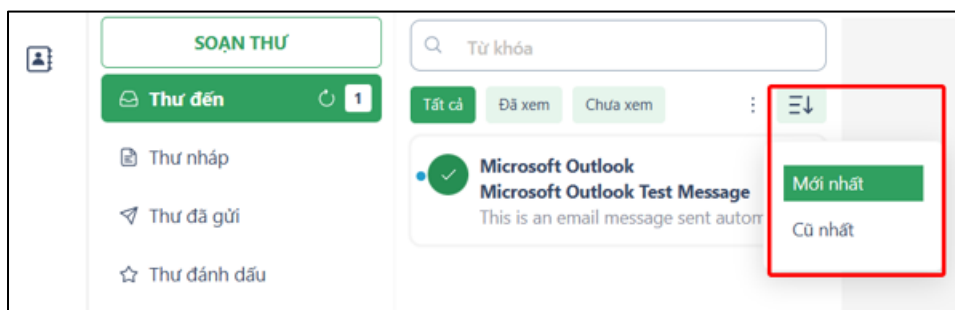 SOẠN THƯ
Thư đến 1
Thư nháp
Thư đã gửi
Thư đánh dấu
Từ khóa
Tất cả Đã xem Chưa xem
Microsoft Outlook
Microsoft Outlook Test Message
This is an email message sent autom
Mới nhất
Cũ nhất